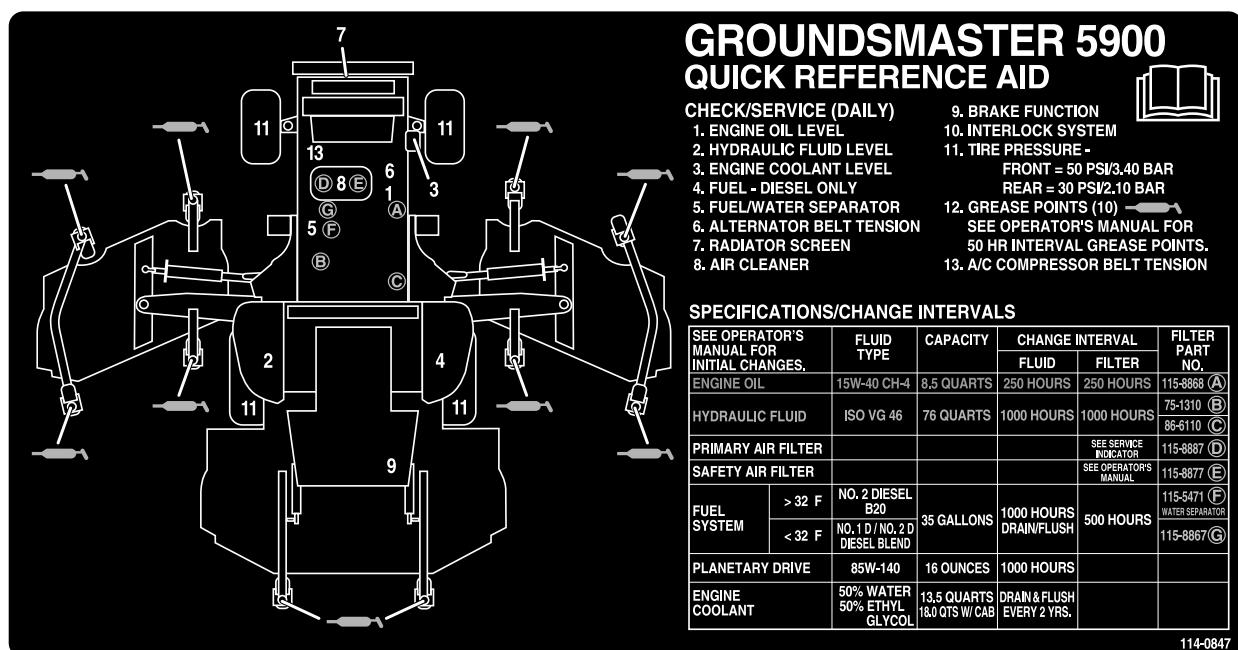 GROUNDSMASTER 5900
QUICK REFERENCE AID
CHECK/SERVICE (DAILY)
1. ENGINE OIL LEVEL
2. HYDRAULIC FLUID LEVEL
3. ENGINE COOLANT LEVEL
4. FUEL - DIESEL ONLY
5. FUEL/WATER SEPARATOR
6. ALTERNATOR BELT TENSION
7. RADIATOR SCREEN
8. AIR CLEANER
9. BRAKE FUNCTION
10. INTERLOCK SYSTEM
11. TIRE PRESSURE -
FRONT = 50 PSI/3.40 BAR
REAR = 30 PSI/2.10 BAR
12. GREASE POINTS (10)
SEE OPERATOR'S MANUAL FOR
50 HR INTERVAL GREASE POINTS.
13. A/C COMPRESSOR BELT TENSION
7
11
11
13
6
D 8 E
1
3
G
A
5 F
B
C
2
4
11
11
9
SPECIFICATIONS/CHANGE INTERVALS
SEE OPERATOR'S
MANUAL FOR
INITIAL CHANGES.
FLUID
TYPE
CAPACITY
CHANGE INTERVAL
FLUID
FILTER
FILTER
PART
NO.
ENGINE OIL
15W-40 CH-4
8.5 QUARTS
250 HOURS
250 HOURS
115-8868 A
HYDRAULIC FLUID
ISO VG 46
76 QUARTS
1000 HOURS
1000 HOURS
75-1310 B
86-6110 C
PRIMARY AIR FILTER
SEE SERVICE
INDICATOR
115-8887 D
SAFETY AIR FILTER
SEE OPERATOR'S
MANUAL
115-8877 E
FUEL
SYSTEM
> 32 F
NO. 2 DIESEL
B20
< 32 F
NO. 1 D / NO. 2 D
DIESEL BLEND
35 GALLONS
1000 HOURS
DRAIN/FLUSH
500 HOURS
115-5471 F
WATER SEPARATOR
115-8867 G
PLANETARY DRIVE
85W-140
16 OUNCES
1000 HOURS
ENGINE
COOLANT
50% WATER
50% ETHYL
GLYCOL
13.5 QUARTS
18.0 QTS W/ CAB
DRAIN & FLUSH
EVERY 2 YRS.
114-0847